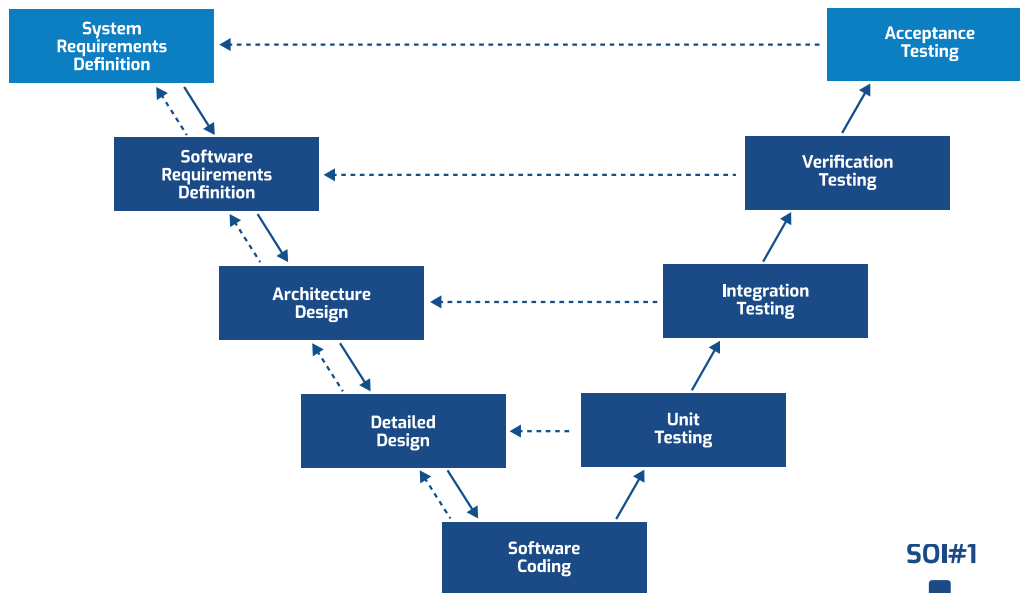 System
Requirements
Definition
Acceptance
Testing
Software
Requirements
Definition
Verification
Testing
Architecture
Design
Integration
Testing
Detailed
Design
Unit
Testing
Software
Coding
SOI#1